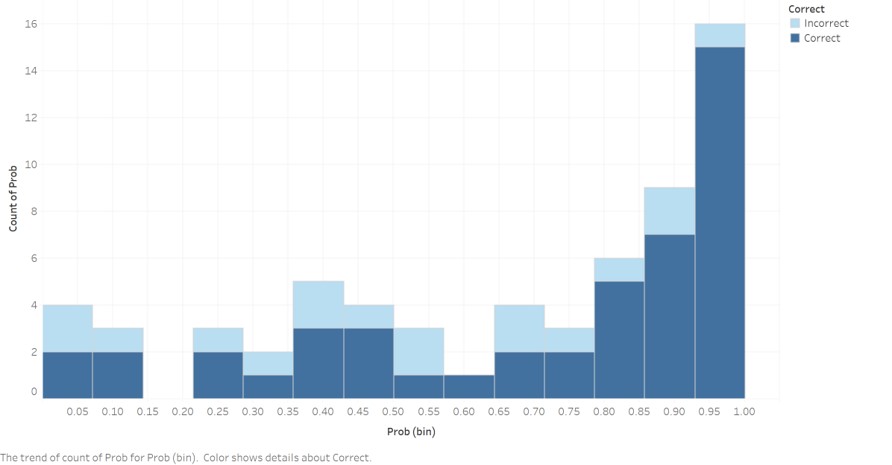 Correct
Incorrect
Correct
16
14
12
10
8
6
4
2
0
Count of Prob
0.05 0.10 0.15 0.20 0.25 0.30 0.35 0.40 0.45 0.50 0.55 0.60 0.65 0.70 0.75 0.80 0.85 0.90 0.95 1.00
Prob (bin)
The trend of count of Prob for Prob (bin). Color shows details about Correct.